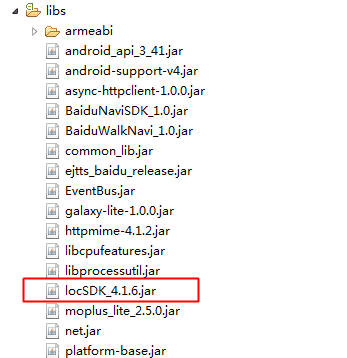 libs
armeabi
android_api_3_41.jar
android-support-v4.jar
async-httpclient-1.0.0.jar
BaiduNaviSDK_1.0.jar
BaiduWalkNavi_1.0.jar
common_lib.jar
ejtts_baidu_release.jar
EventBus.jar
galaxy-lite-1.0.0.jar
httpmime-4.1.2.jar
libcpufeatures.jar
libprocessutil.jar
locSDK_4.1.6.jar
moplus_lite_2.5.0.jar
net.jar
platform-base.jar